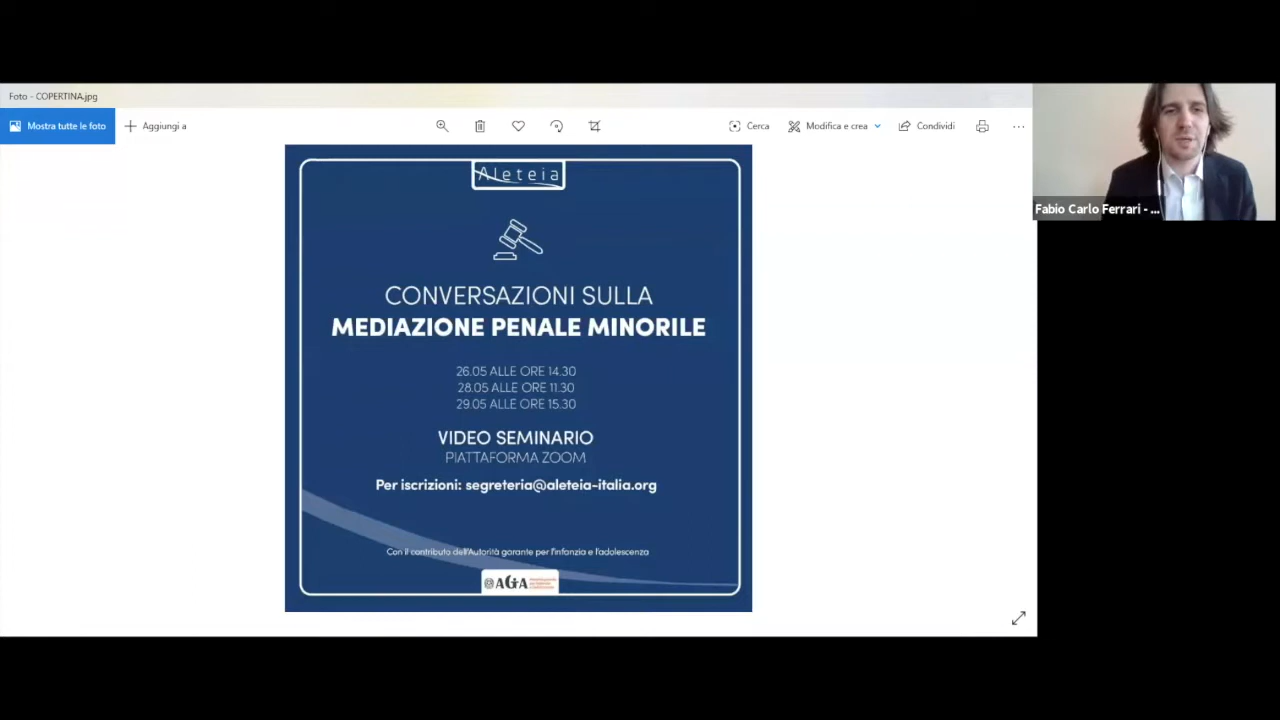 Foto - COPERTINA.jpg
Mostra tutte le foto
Aggiungi a
Cerca
Modifica e crea
Condividi
Fabio Carlo Ferrari - ...
Aleteia
CONVERSAZIONI SULLA
MEDIAZIONE PENALE MINORILE
26.05 ALLE ORE 14.30
28.05 ALLE ORE 11.30
29.05 ALLE ORE 15.30
VIDEO SEMINARIO
PIATTAFORMA ZOOM
Per iscrizioni: segreteria@aleteia-italia.org
Con il contributo dell'Autorità garante per l'infanzia e l'adolescenza
AGIA